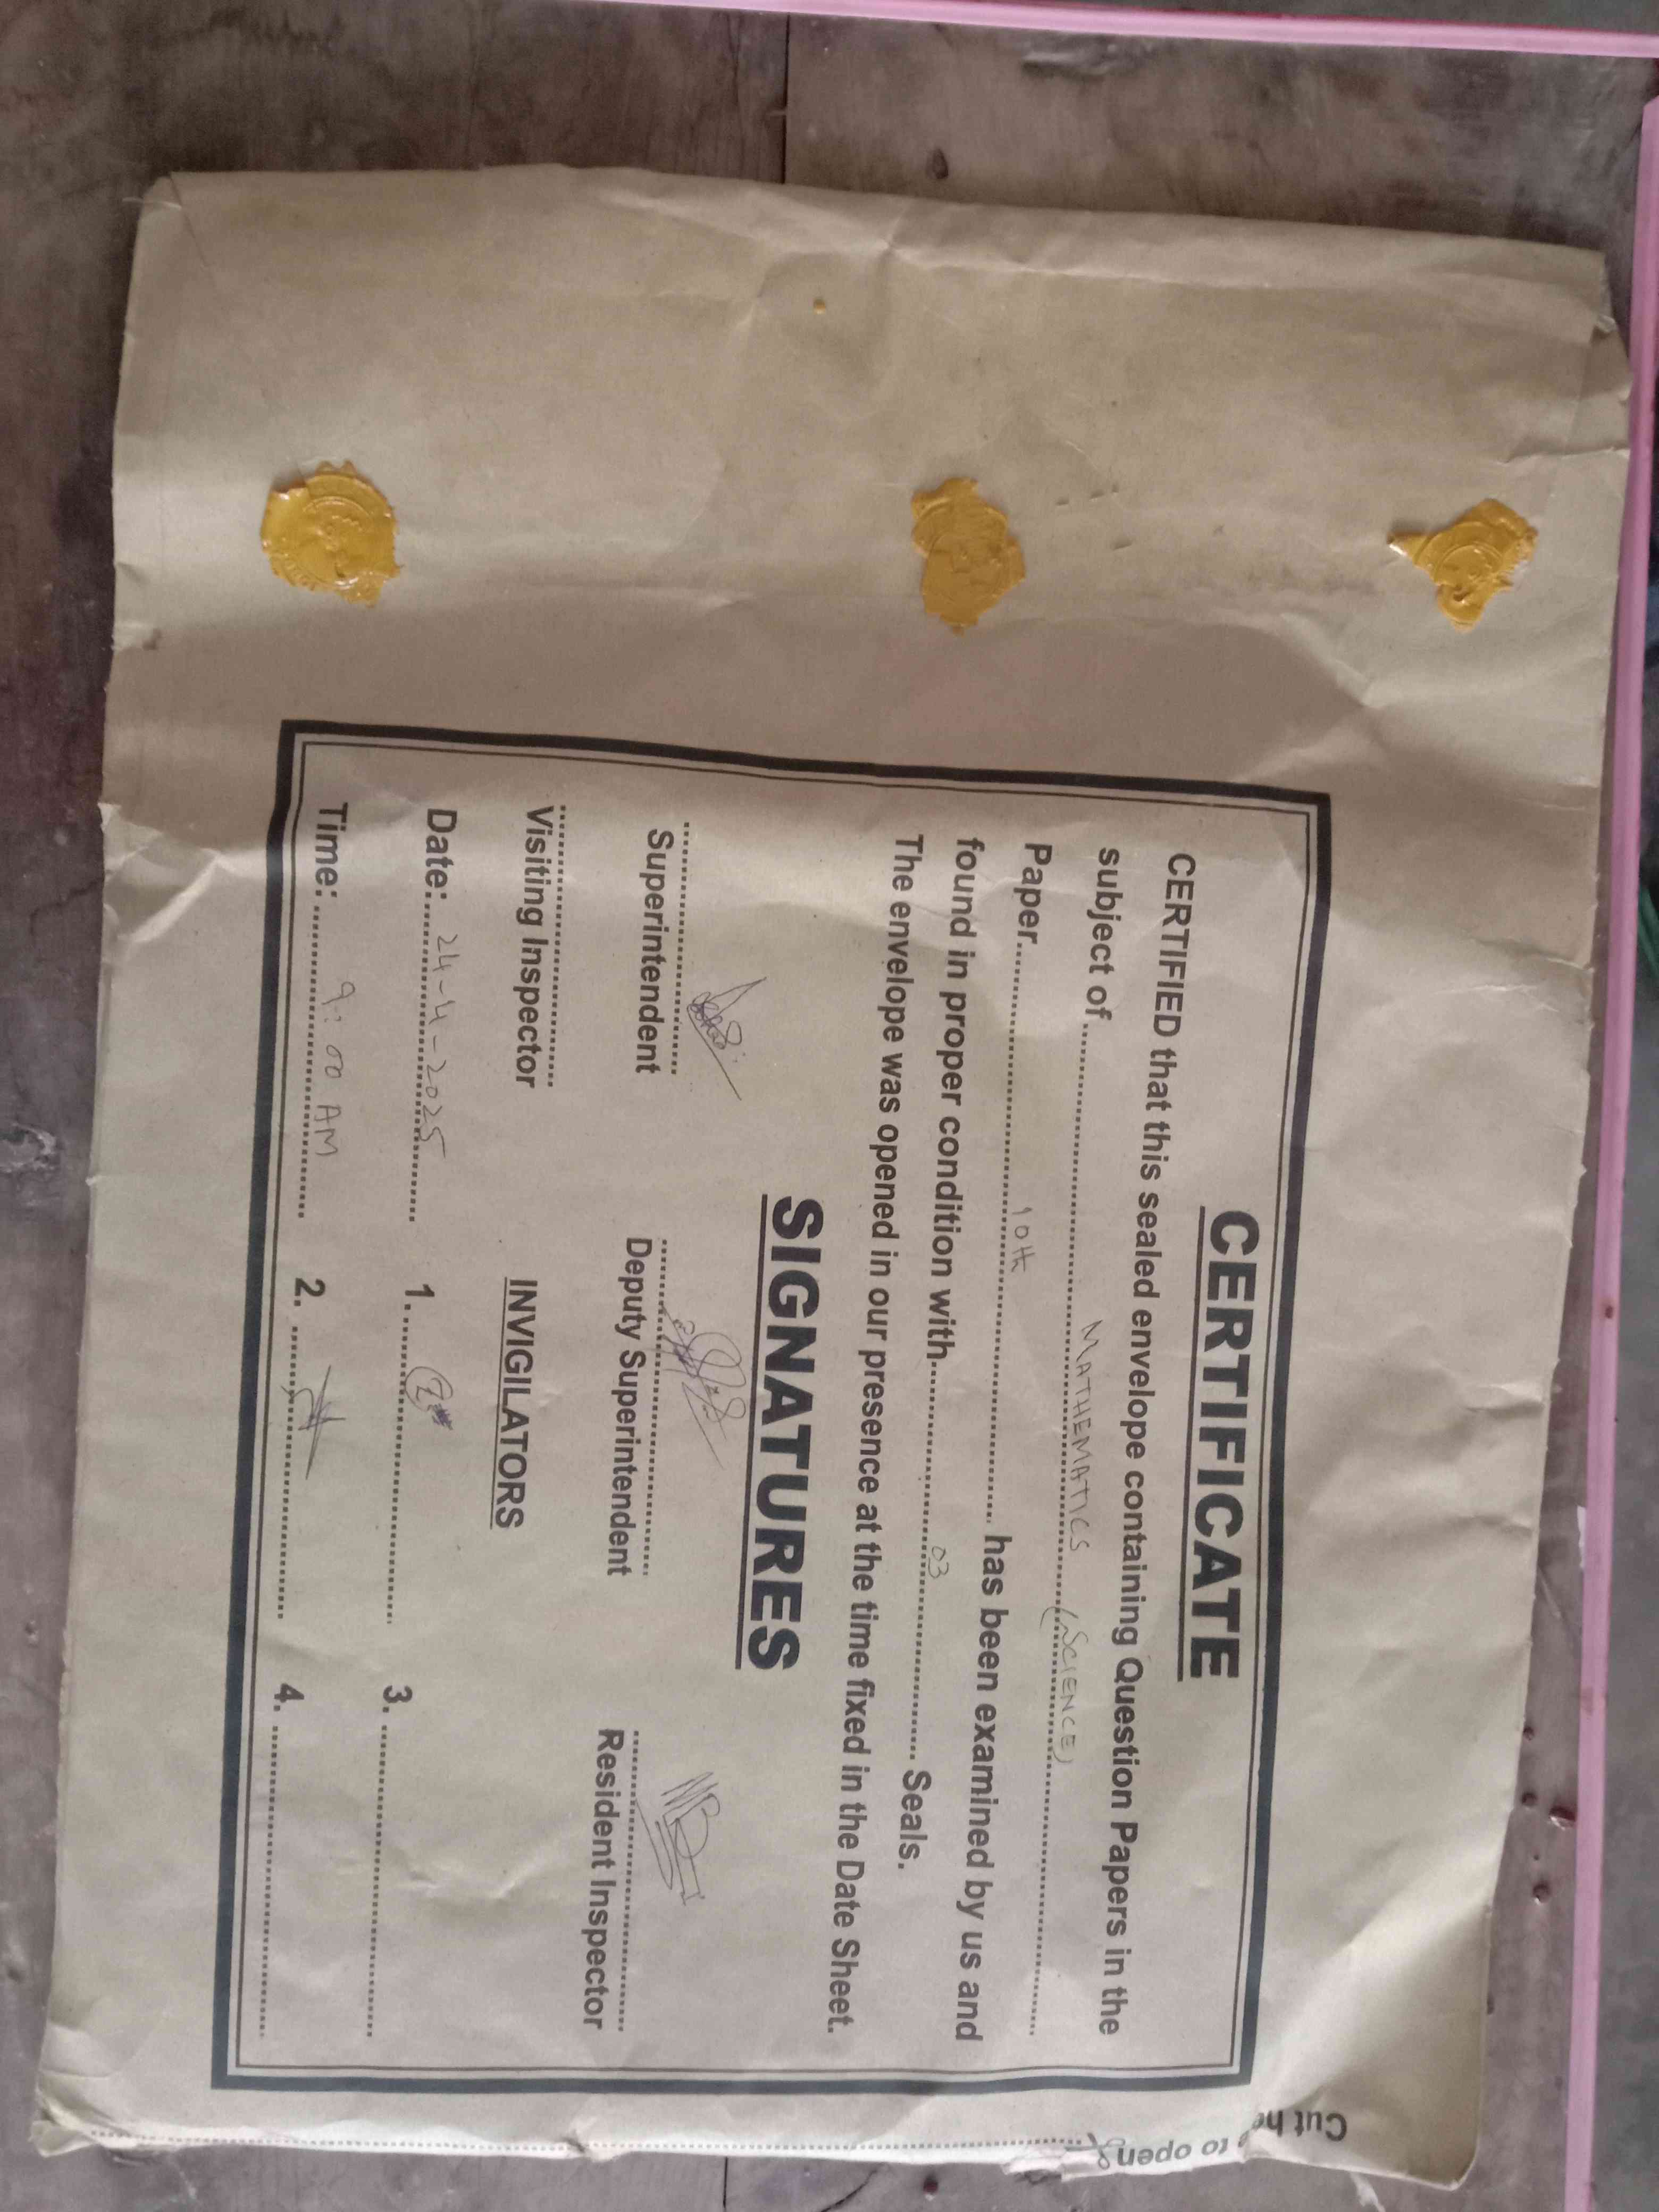 CERTIFICATE
CERTIFIED that this sealed envelope containing Question Papers in the
subject of.......... MATHEMATICS (SCIENCE) ..........
Paper.......... 10th .......... has been examined by us and
found in proper condition with.......... 03 .......... Seals.
The envelope was opened in our presence at the time fixed in the Date Sheet.
SIGNATURES
Superintendent Deputy Superintendent Resident Inspector
Visiting Inspector INVIGILATORS
Date:.......... 24-4-2025 .......... 1........... 3. ..........
Time:.......... 9:00 AM .......... 2. .......... 4. ..........
Cut he to open